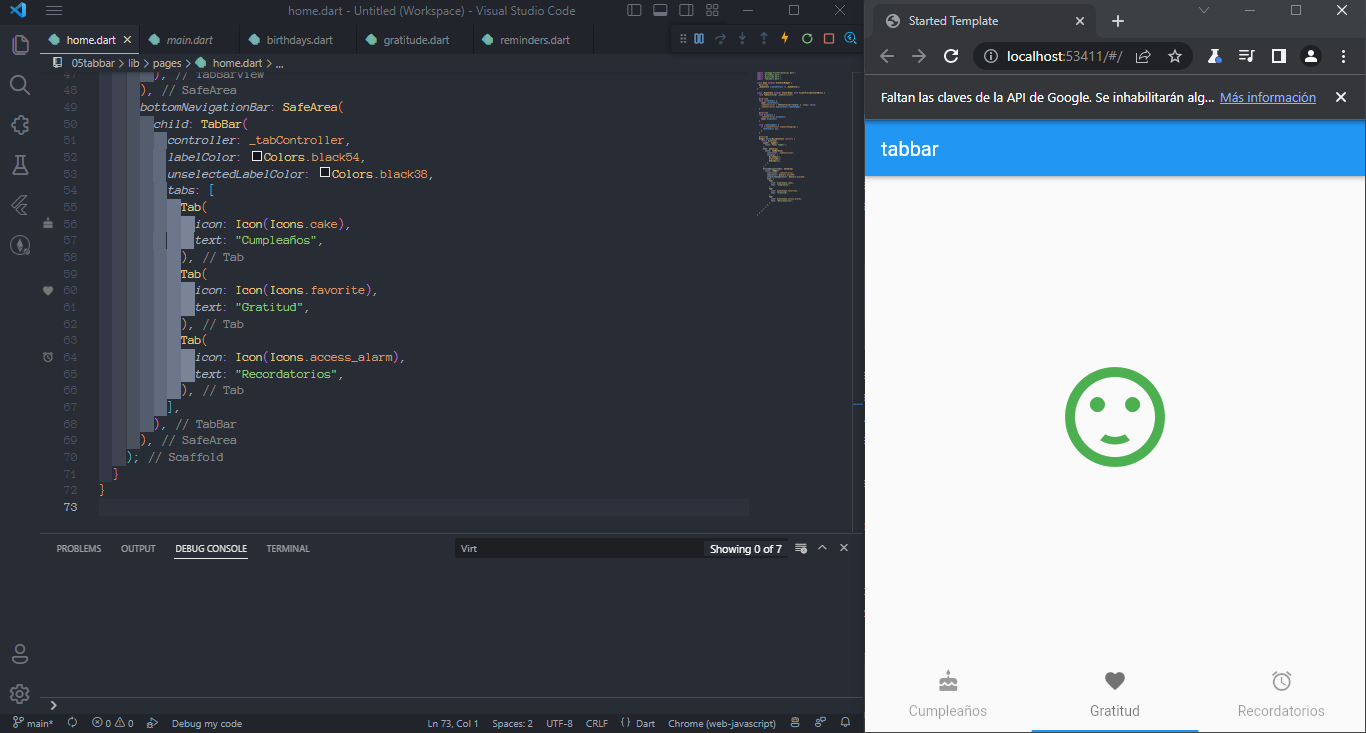 home.dart - Untitled (Workspace) - Visual Studio Code
home.dart
main.dart
birthdays.dart
gratitude.dart
reminders.dart
05tabbar > lib > pages > home.dart > ...
47 ), // TabBarView
48 ), // SafeArea
49 bottomNavigationBar: SafeArea(
50 child: TabBar(
51 controller: _tabController,
52 labelColor: Colors.black54,
53 unselectedLabelColor: Colors.black38,
54 tabs: [
55 Tab(
56 icon: Icon(Icons.cake),
57 text: "Cumpleaños",
58 ), // Tab
59 Tab(
60 icon: Icon(Icons.favorite),
61 text: "Gratitud",
62 ), // Tab
63 Tab(
64 icon: Icon(Icons.access_alarm),
65 text: "Recordatorios",
66 ), // Tab
67 ],
68 ), // TabBar
69 ), // SafeArea
70 ); // Scaffold
71 }
72 }
73
PROBLEMS OUTPUT DEBUG CONSOLE TERMINAL
Virt
Showing 0 of 7
main* 0 0 Debug my code Ln 73, Col 1 Spaces: 2 UTF-8 CRLF {} Dart Chrome (web-javascript)
Started Template
localhost:53411/#/
Faltan las claves de la API de Google. Se inhabilitarán alg... Más información
tabbar
Cumpleaños Gratitud Recordatorios